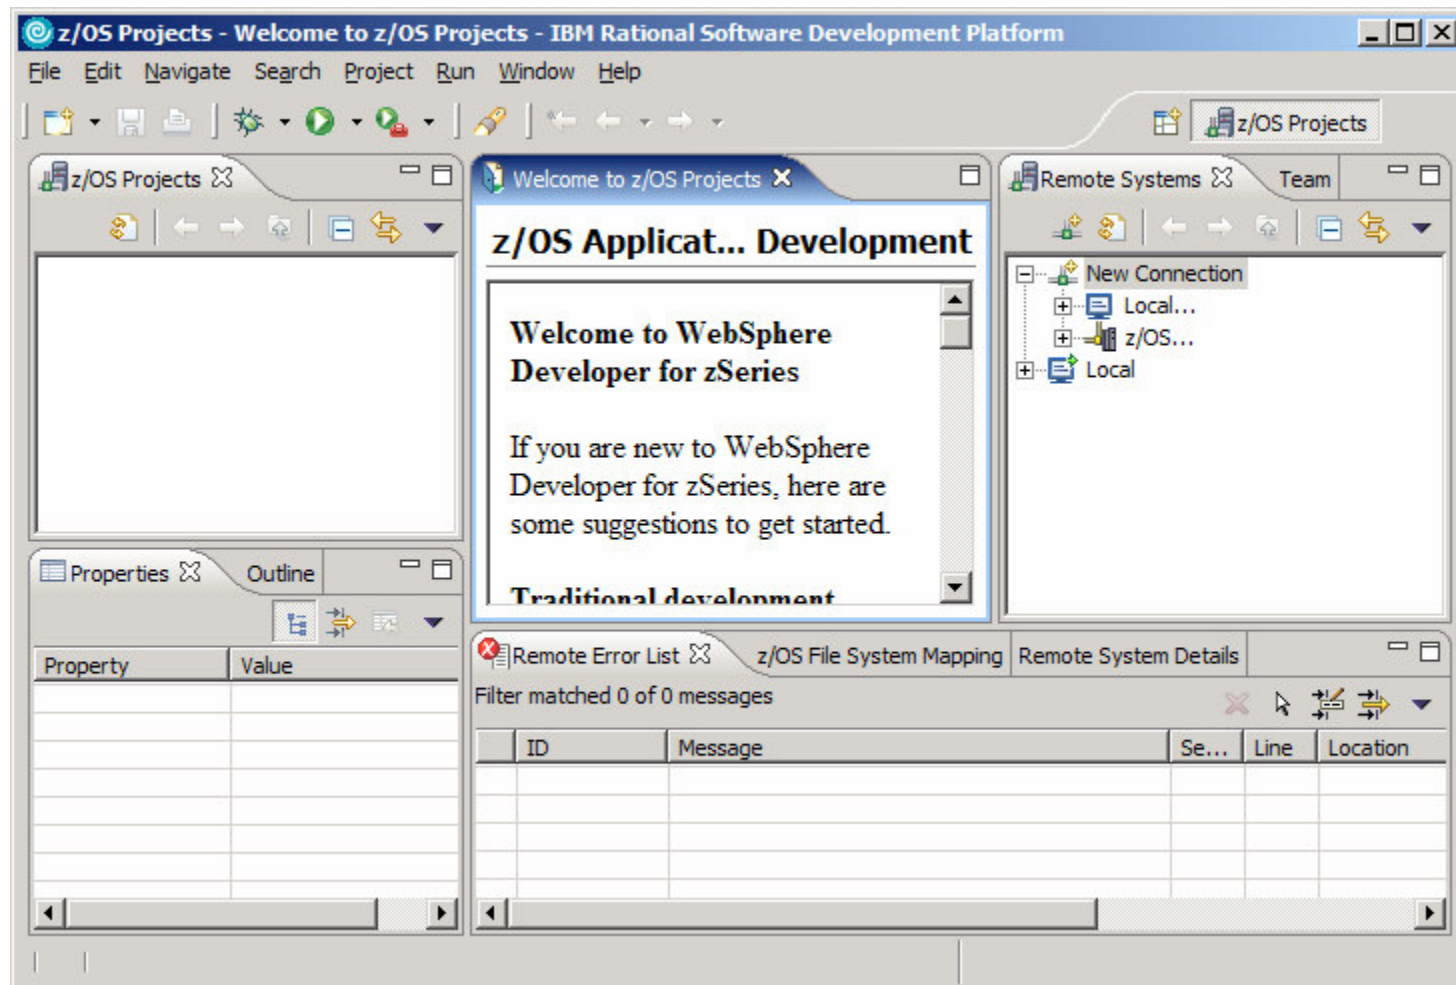 z/OS Projects - Welcome to z/OS Projects - IBM Rational Software Development Platform
File Edit Navigate Search Project Run Window Help
z/OS Projects
z/OS Projects
Welcome to z/OS Projects
z/OS Applicat... Development
Welcome to WebSphere
Developer for zSeries
If you are new to WebSphere
Developer for zSeries, here are
some suggestions to get started.
Traditional development
Remote Systems Team
New Connection
Local...
z/OS...
Local
Properties Outline
Property Value
Remote Error List z/OS File System Mapping Remote System Details
Filter matched 0 of 0 messages
ID Message Se... Line Location